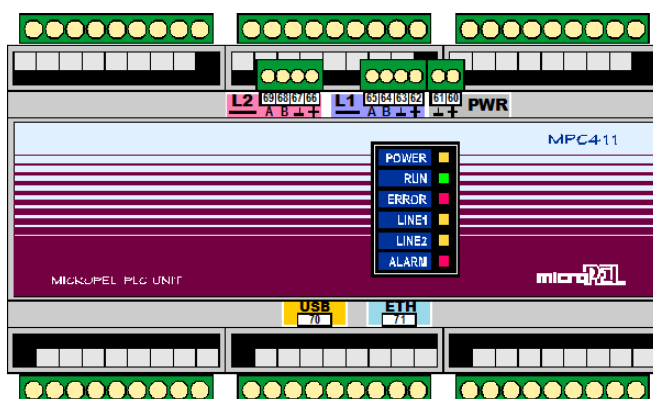 L2 69 68 67 66 L1 65 64 63 62 61 60 PWR
A B ⊥ + A B ⊥ + ⊥ +
MPC411
POWER
RUN
ERROR
LINE1
LINE2
ALARM
MICROPEL PLC UNIT
microPEL
USB ETH
70 71